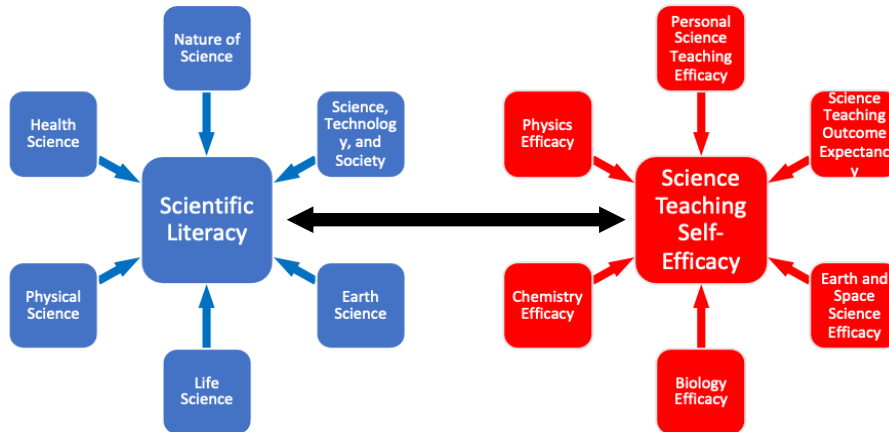 Nature of
Science
Health
Science
Science,
Technolog
y, and
Society
Scientific
Literacy
Physical
Science
Earth
Science
Life
Science
Personal
Science
Teaching
Efficacy
Physics
Efficacy
Science
Teaching
Outcome
Expectanc
y
Science
Teaching
Self-
Efficacy
Chemistry
Efficacy
Earth and
Space
Science
Efficacy
Biology
Efficacy